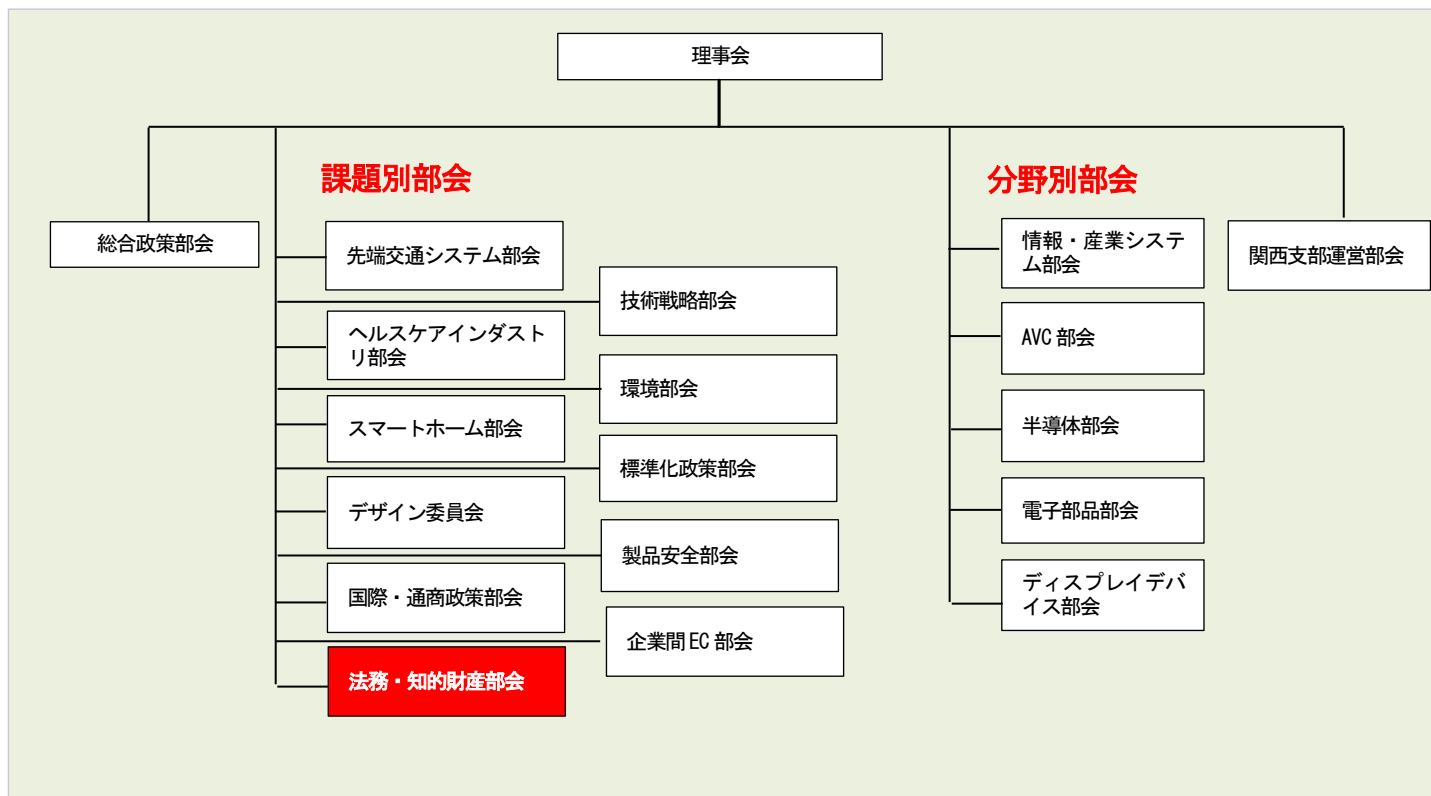 理事会
課題別部会
分野別部会
総合政策部会
先端交通システム部会
技術戦略部会
ヘルスケアインダスト
リ部会
環境部会
スマートホーム部会
標準化政策部会
デザイン委員会
製品安全部会
国際・通商政策部会
企業間 EC 部会
法務・知的財産部会
情報・産業システ
ム部会
AVC 部会
半導体部会
電子部品部会
ディスプレイデバ
イス部会
関西支部運営部会